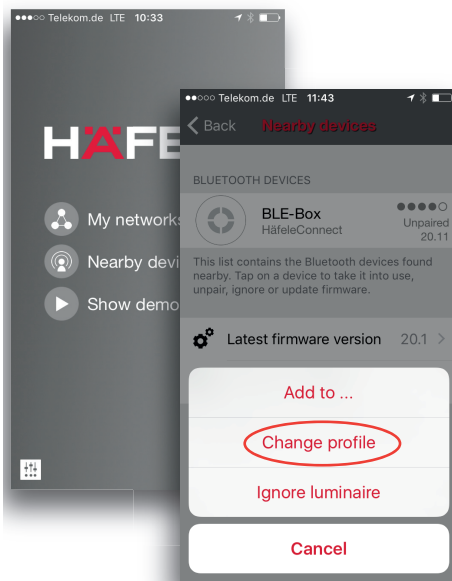 Telekom.de LTE 10:33
HÄFE
My networks
Nearby devi
Show demo
Telekom.de LTE 11:43
Back Nearby devices
BLUETOOTH DEVICES
BLE-Box
HäfeleConnect
Unpaired
20.11
This list contains the Bluetooth devices found
nearby. Tap on a device to take it into use,
unpair, ignore or update firmware.
Latest firmware version 20.1 >
Add to ...
Change profile
Ignore luminaire
Cancel